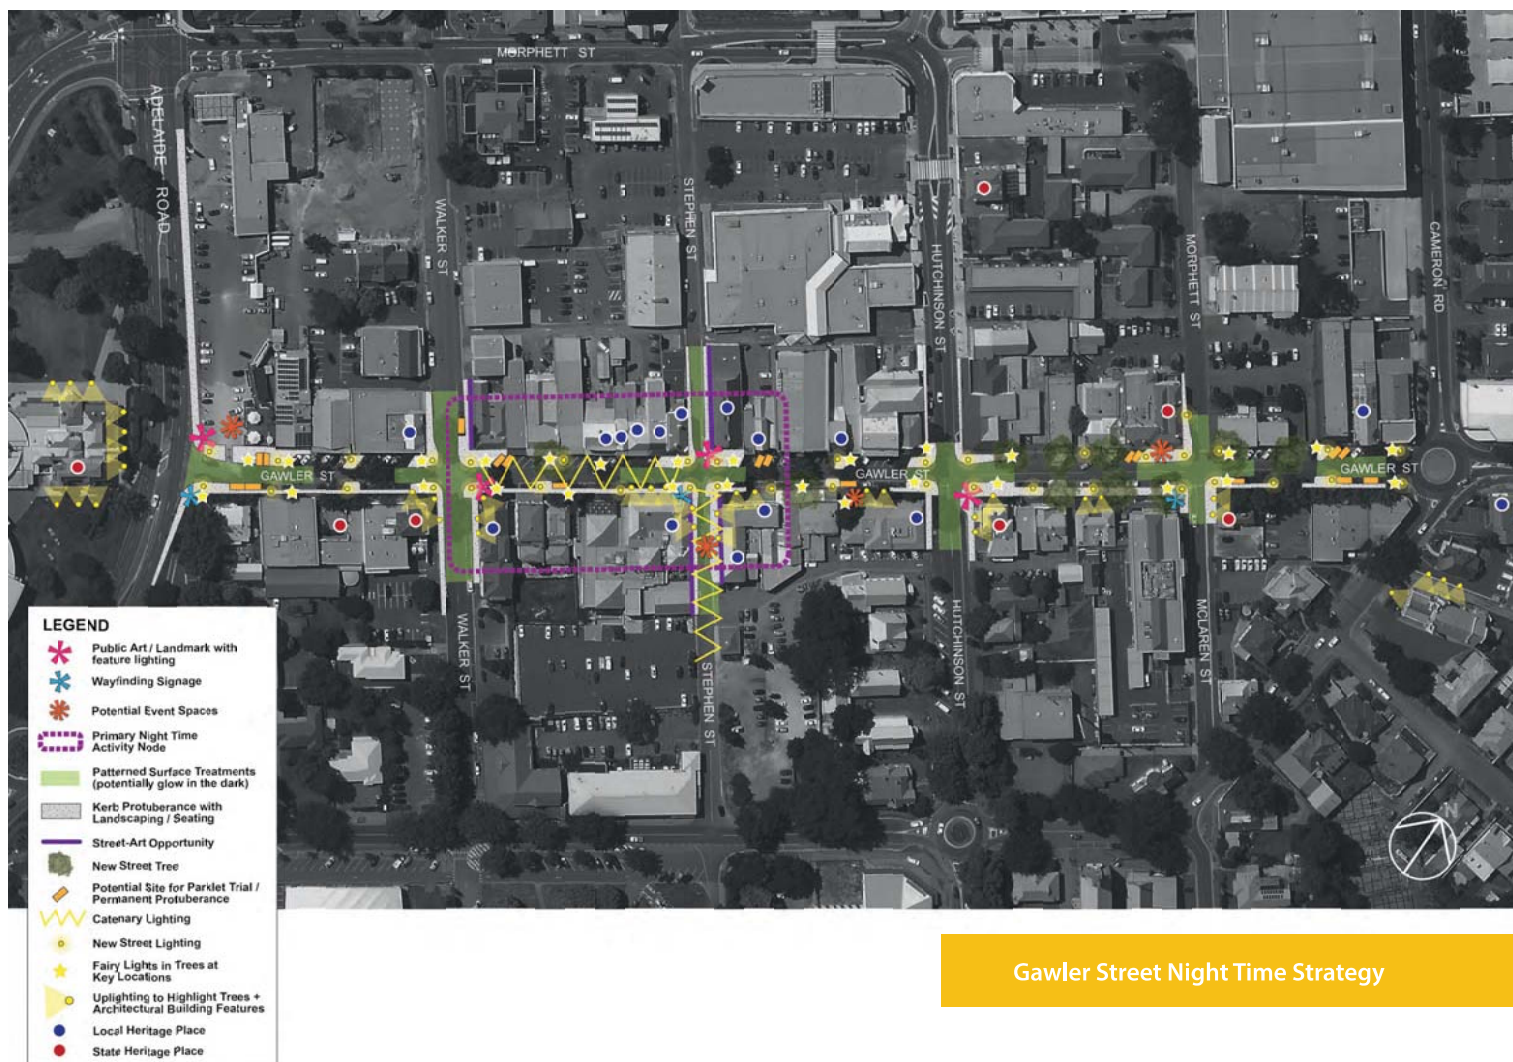 MORPHETT ST
ADELAIDE ROAD
WALKER ST
STEPHEN ST
HUTCHINSON ST
MORPHETT ST
CAMERON RD
GAWLER ST
GAWLER ST
GAWLER ST
WALKER ST
STEPHEN ST
HUTCHINSON ST
MCLAREN ST
N
LEGEND
Public Art / Landmark with
feature lighting
Wayfinding Signage
Potential Event Spaces
Primary Night Time
Activity Node
Patterned Surface Treatments
(potentially glow in the dark)
Kerb Protuberance with
Landscaping / Seating
Street-Art Opportunity
New Street Tree
Potential Site for Parklet Trial /
Permanent Protuberance
Catenary Lighting
New Street Lighting
Fairy Lights in Trees at
Key Locations
Uplighting to Highlight Trees +
Architectural Building Features
Local Heritage Place
State Heritage Place
Gawler Street Night Time Strategy